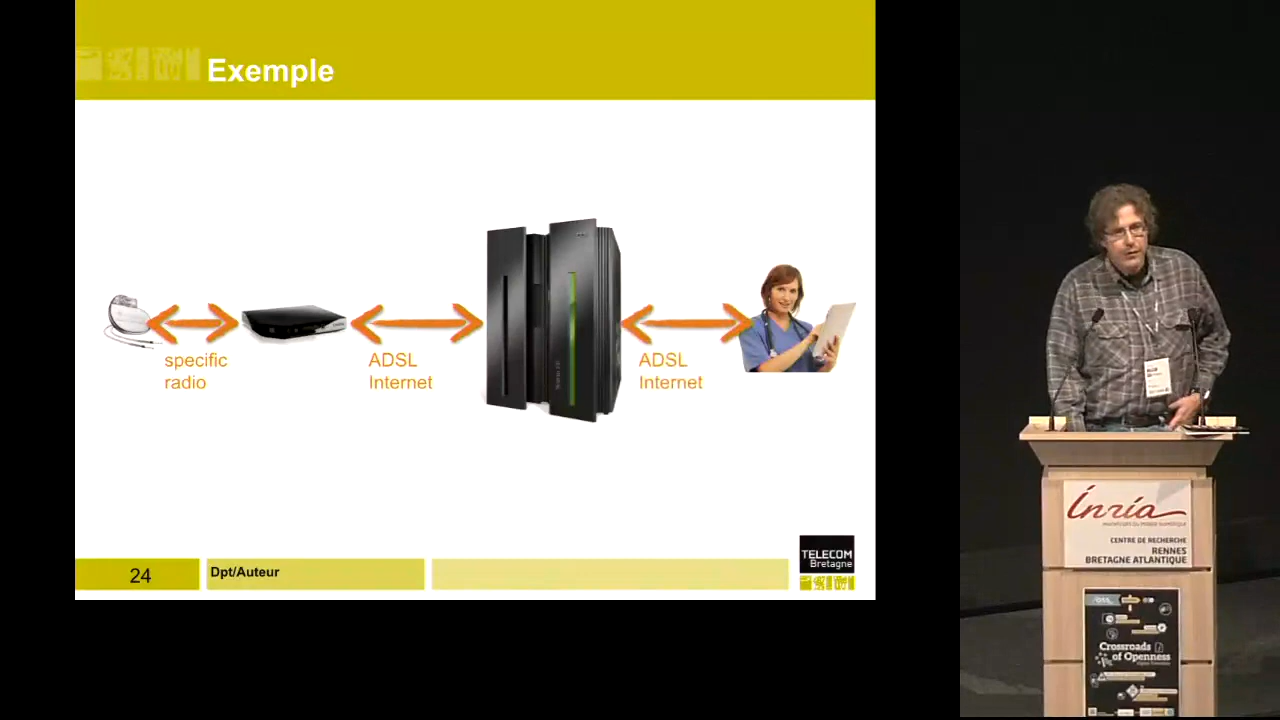 Exemple
specific
radio
ADSL
Internet
ADSL
Internet
24
Dpt/Auteur
TELECOM
Bretagne
Inria
CENTRE DE RECHERCHE
RENNES
BRETAGNE ATLANTIQUE
Crossroads
of Openness